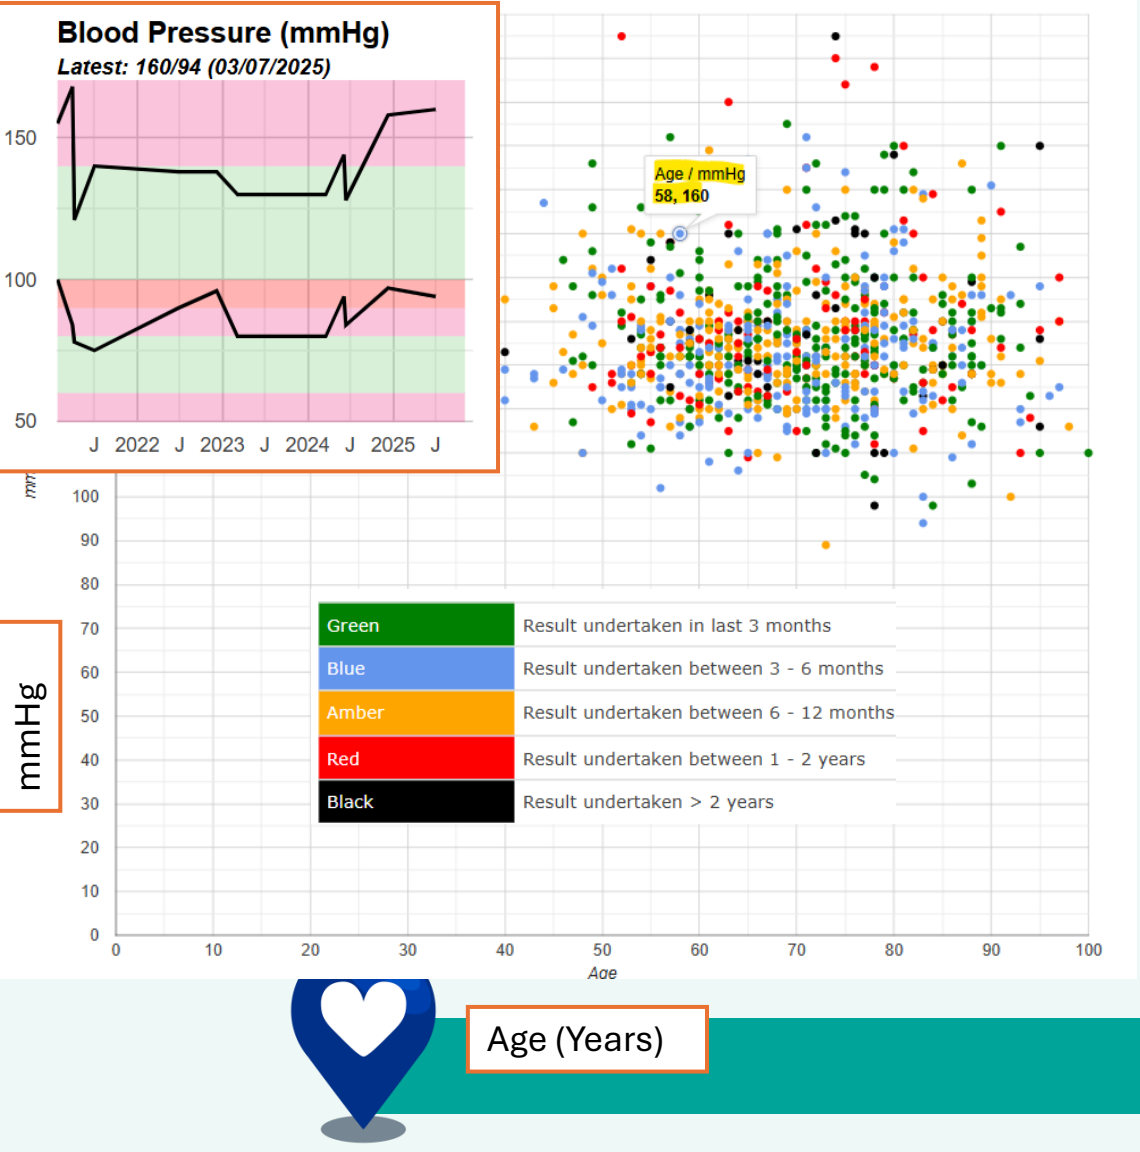 Blood Pressure (mmHg)
Latest: 160/94 (03/07/2025)
150
100
50
J 2022 J 2023 J 2024 J 2025 J
Age / mmHg
58, 160
100
90
80
70
60
50
40
30
20
10
0
0 10 20 30 40 50 60 70 80 90 100
Age
mmHg
Green Result undertaken in last 3 months
Blue Result undertaken between 3 - 6 months
Amber Result undertaken between 6 - 12 months
Red Result undertaken between 1 - 2 years
Black Result undertaken > 2 years
Age (Years)